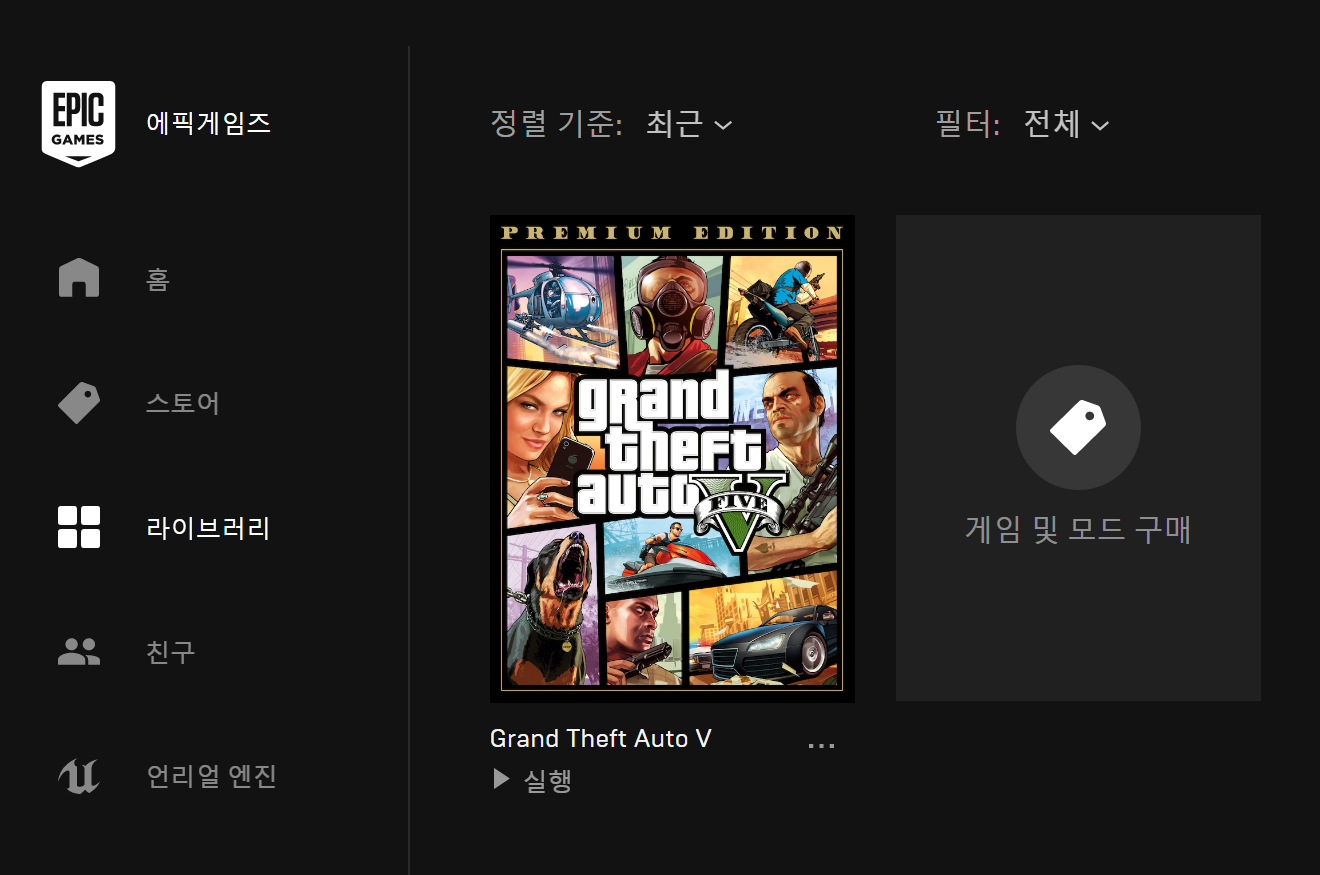 EPIC
GAMES
에픽게임즈
홈
스토어
라이브러리
친구
언리얼 엔진
정렬 기준: 최근
필터: 전체
PREMIUM EDITION
grand
theft
auto V
FIVE
Grand Theft Auto V
...
실행
게임 및 모드 구매